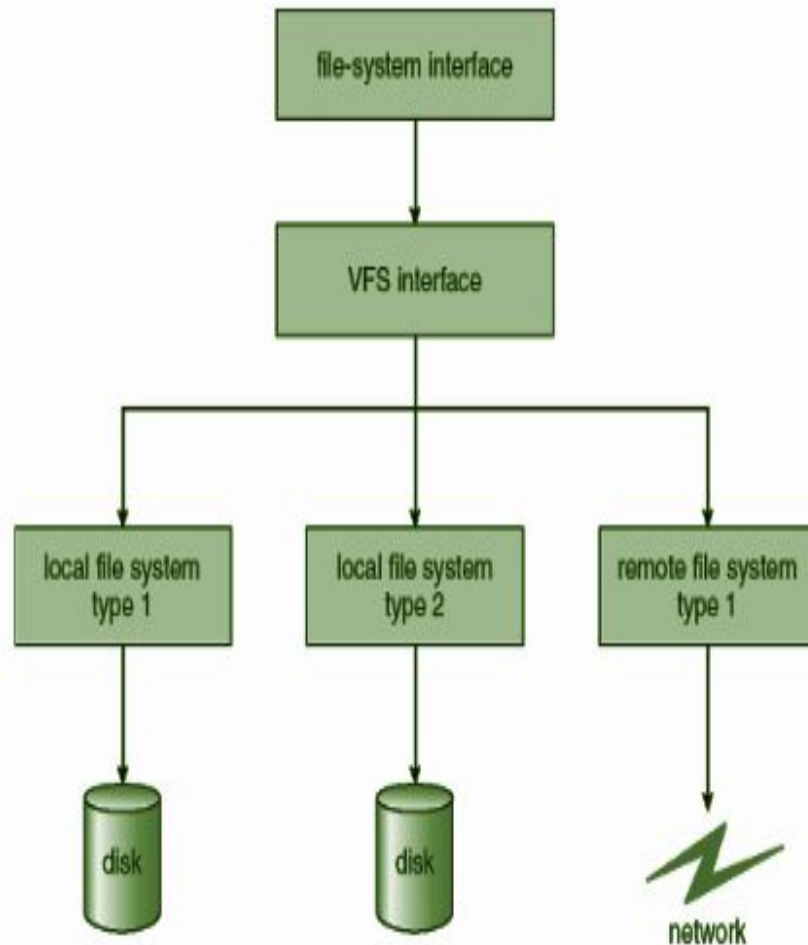 file-system interface
VFS interface
local file system
type 1
local file system
type 2
remote file system
type 1
disk
disk
network